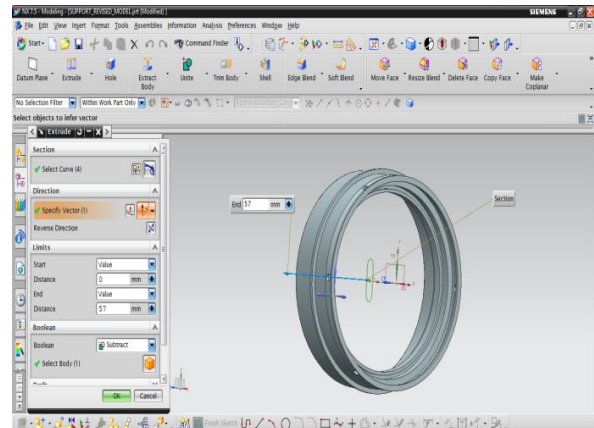 NX 7.5 - Modeling - [SUPPORT_REVISED_MODEL.prt (Modified) ]
SIEMENS
File Edit View Insert Format Tools Assemblies Information Analysis Preferences Window Help
Start
Command Finder
Datum Plane Extrude Hole Extract Body Unite Trim Body Shell Edge Blend Soft Blend Move Face Resize Blend Delete Face Copy Face Make Coplanar
No Selection Filter Within Work Part Only
Select objects to infer vector
Extrude
Section
Select Curve (4)
Direction
Specify Vector (1)
Reverse Direction
Limits
Start Value
Distance 0 mm
End Value
Distance 57 mm
Boolean
Boolean Subtract
Select Body (1)
OK Cancel
End 57 mm
Section
Finish Sketch